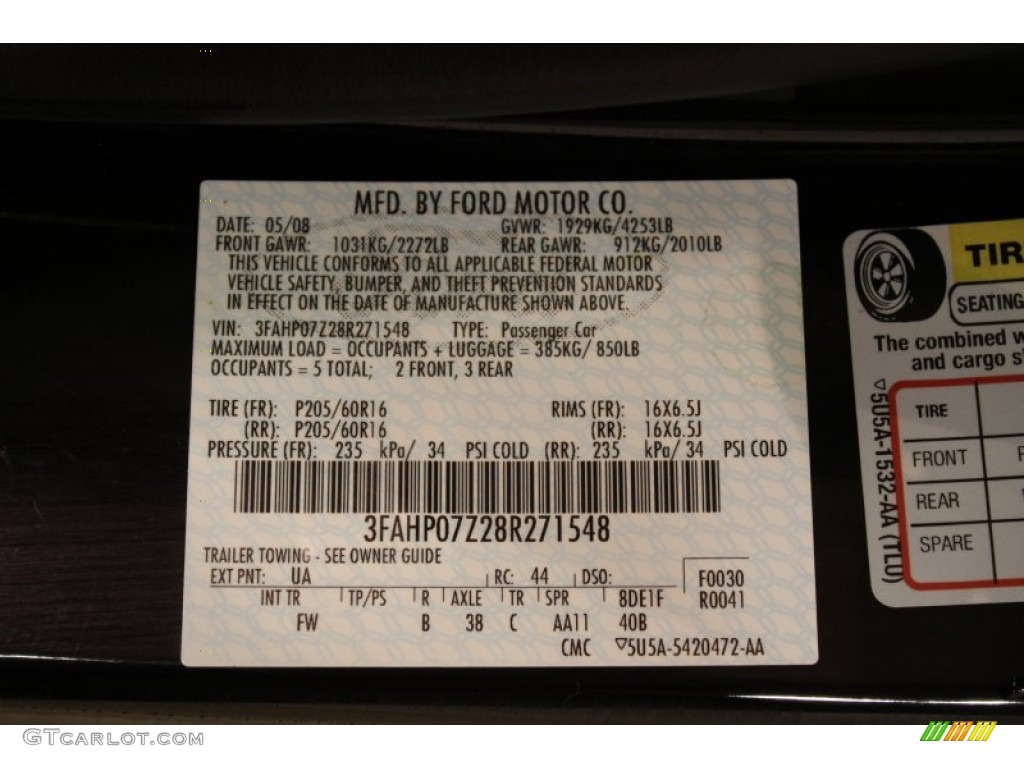 MFD. BY FORD MOTOR CO.
DATE: 05/08 GVWR: 1929KG/4253LB
FRONT GAWR: 1031KG/2272LB REAR GAWR: 912KG/2010LB
THIS VEHICLE CONFORMS TO ALL APPLICABLE FEDERAL MOTOR
VEHICLE SAFETY, BUMPER, AND THEFT PREVENTION STANDARDS
IN EFFECT ON THE DATE OF MANUFACTURE SHOWN ABOVE.
VIN: 3FAHP07Z28R271548 TYPE: Passenger Car
MAXIMUM LOAD = OCCUPANTS + LUGGAGE = 385KG/ 850LB
OCCUPANTS = 5 TOTAL; 2 FRONT, 3 REAR
TIRE (FR): P205/60R16 RIMS (FR): 16X6.5J
(RR): P205/60R16 (RR): 16X6.5J
PRESSURE (FR): 235 kPa/ 34 PSI COLD (RR): 235 kPa/ 34 PSI COLD
3FAHP07Z28R271548
TRAILER TOWING - SEE OWNER GUIDE
EXT PNT: UA RC: 44 DSO: F0030
INT TR TP/PS R AXLE TR SPR 8DE1F R0041
FW B 38 C AA11 40B
CMC ▽5U5A-5420472-AA
TIR
SEATING
The combined w
and cargo s
TIRE
FRONT
REAR
SPARE
▽5U5A-1532-AA (TLU)
GTCARLOT.COM